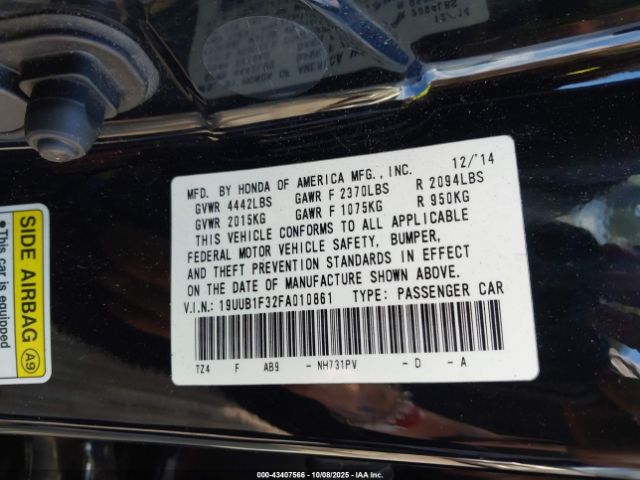 MFD. BY HONDA OF AMERICA MFG., INC. 12/'14
GVWR 4442LBS GAWR F 2370LBS R 2094LBS
GVWR 2015KG GAWR F 1075KG R 950KG
THIS VEHICLE CONFORMS TO ALL APPLICABLE
FEDERAL MOTOR VEHICLE SAFETY, BUMPER,
AND THEFT PREVENTION STANDARDS IN EFFECT
ON THE DATE OF MANUFACTURE SHOWN ABOVE.
V.I.N.: 19UUB1F32FA010861 TYPE: PASSENGER CAR
TZ4 F AB9 - NH731PV - D - A
SIDE AIRBAG A9
This car is equipped
00-43407566 - 10/08/2025 - IAA Inc.